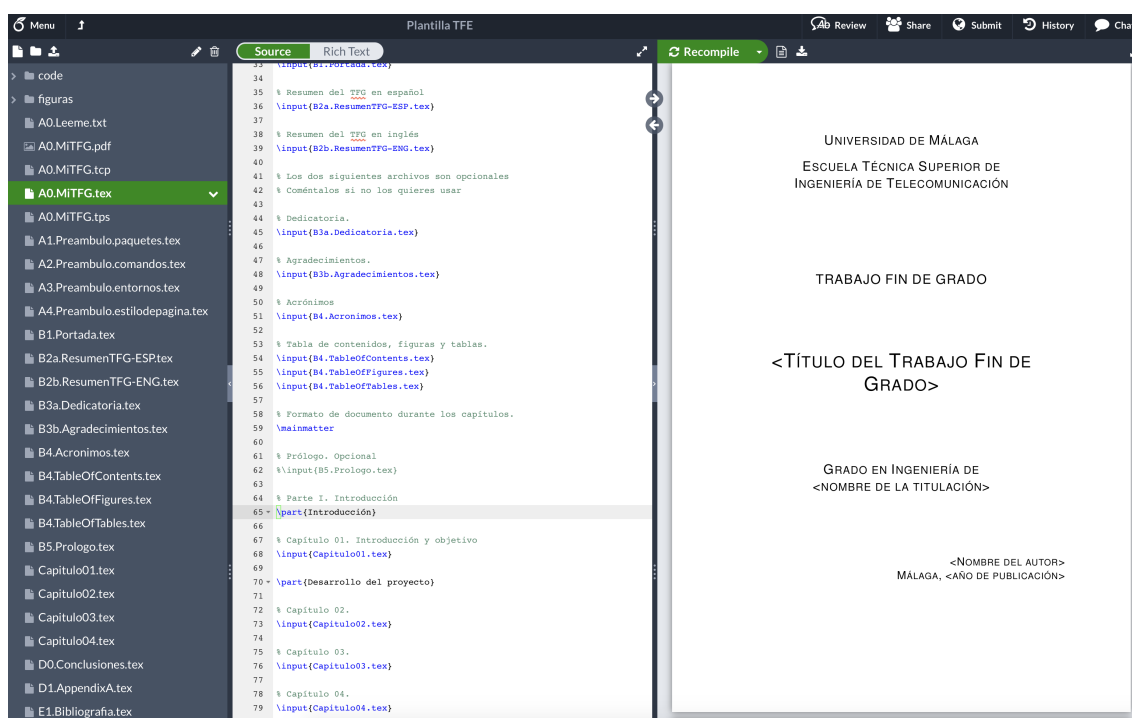 Menu
Plantilla TFE
Review
Share
Submit
History
Cha
Source
Rich Text
Recompile
code
figuras
A0.Leeme.txt
A0.MiTFG.pdf
A0.MiTFG.tcp
A0.MiTFG.tex
A0.MiTFG.tps
A1.Preambulo.paquetes.tex
A2.Preambulo.comandos.tex
A3.Preambulo.entornos.tex
A4.Preambulo.estilodepagina.tex
B1.Portada.tex
B2a.ResumenTFG-ESP.tex
B2b.ResumenTFG-ENG.tex
B3a.Dedicatoria.tex
B3b.Agradecimientos.tex
B4.Acronimos.tex
B4.TableOfContents.tex
B4.TableOfFigures.tex
B4.TableOfTables.tex
B5.Prologo.tex
Capitulo01.tex
Capitulo02.tex
Capitulo03.tex
Capitulo04.tex
D0.Conclusiones.tex
D1.AppendixA.tex
E1.Bibliografia.tex
33 \input{B1.Portada.tex}
34
35 % Resumen del TFG en español
36 \input{B2a.ResumenTFG-ESP.tex}
37
38 % Resumen del TFG en inglés
39 \input{B2b.ResumenTFG-ENG.tex}
40
41 % Los dos siguientes archivos son opcionales
42 % Coméntalos si no los quieres usar
43
44 % Dedicatoria.
45 \input{B3a.Dedicatoria.tex}
46
47 % Agradecimientos.
48 \input{B3b.Agradecimientos.tex}
49
50 % Acrónimos
51 \input{B4.Acronimos.tex}
52
53 % Tabla de contenidos, figuras y tablas.
54 \input{B4.TableOfContents.tex}
55 \input{B4.TableOfFigures.tex}
56 \input{B4.TableOfTables.tex}
57
58 % Formato de documento durante los capítulos.
59 \mainmatter
60
61 % Prólogo. Opcional
62 %\input{B5.Prologo.tex}
63
64 % Parte I. Introducción
65 \part{Introducción}
66
67 % Capítulo 01. Introducción y objetivo
68 \input{Capitulo01.tex}
69
70 \part{Desarrollo del proyecto}
71
72 % Capítulo 02.
73 \input{Capitulo02.tex}
74
75 % Capítulo 03.
76 \input{Capitulo03.tex}
77
78 % Capítulo 04.
79 \input{Capitulo04.tex}
UNIVERSIDAD DE MÁLAGA
ESCUELA TÉCNICA SUPERIOR DE
INGENIERÍA DE TELECOMUNICACIÓN
TRABAJO FIN DE GRADO
<TÍTULO DEL TRABAJO FIN DE
GRADO>
GRADO EN INGENIERÍA DE
<NOMBRE DE LA TITULACIÓN>
<NOMBRE DEL AUTOR>
MÁLAGA, <AÑO DE PUBLICACIÓN>